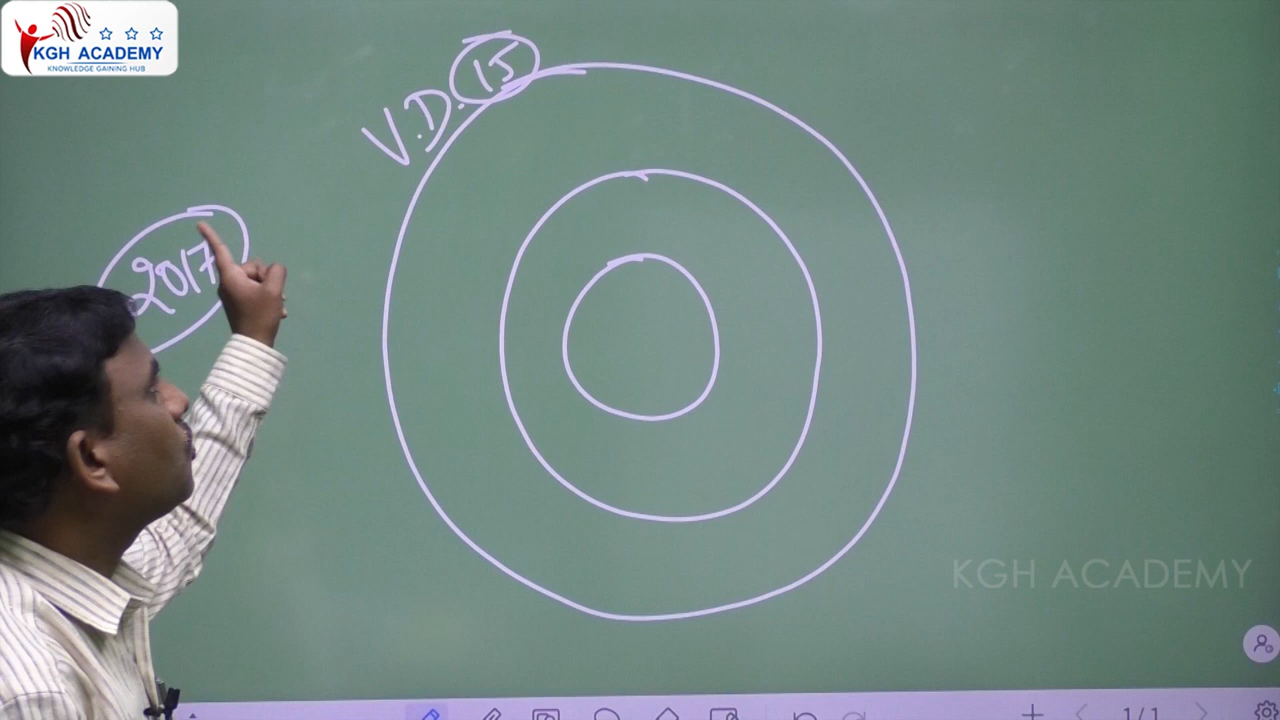 KGH ACADEMY
KNOWLEDGE GAINING HUB
V.D. 15
2017
KGH ACADEMY
1/1